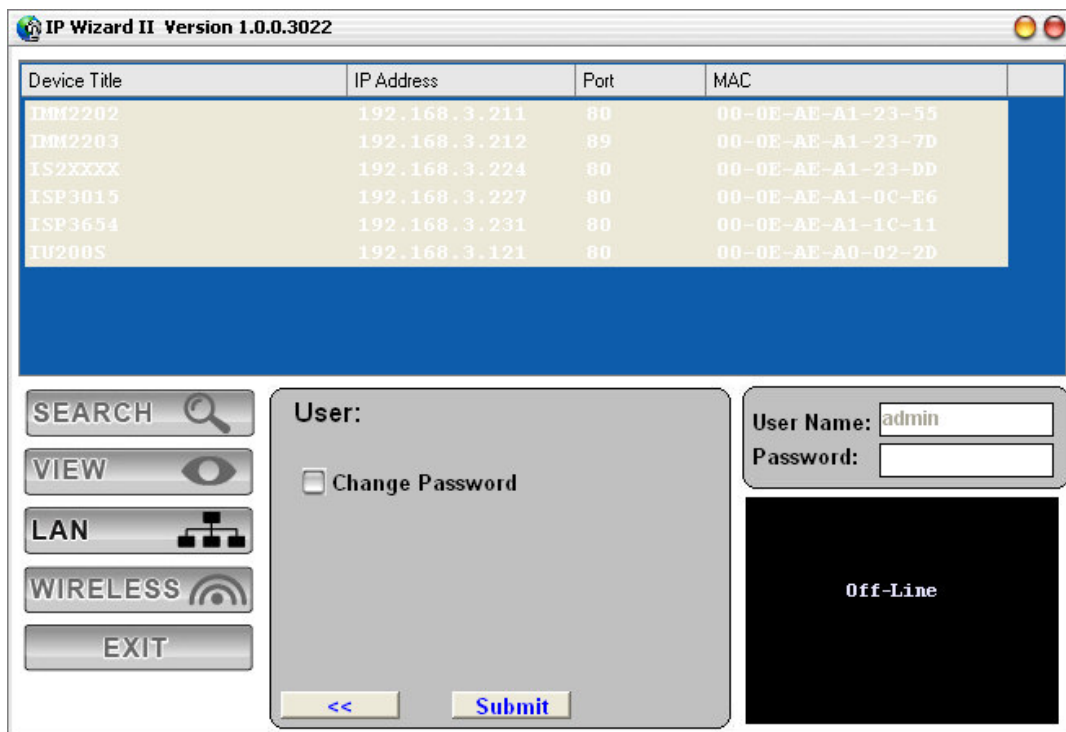 IP Wizard II Version 1.0.0.3022
Device Title IP Address Port MAC
IMM2202 192.168.3.211 80 00-0E-AE-A1-23-55
IMM2203 192.168.3.212 89 00-0E-AE-A1-23-7D
IS2XXXX 192.168.3.224 80 00-0E-AE-A1-23-DD
ISP3015 192.168.3.227 80 00-0E-AE-A1-0C-E6
ISP3654 192.168.3.231 80 00-0E-AE-A1-1C-11
IU200S 192.168.3.121 80 00-0E-AE-A0-02-2D
SEARCH
VIEW
LAN
WIRELESS
EXIT
User:
Change Password
<< Submit
User Name: admin
Password:
Off-Line